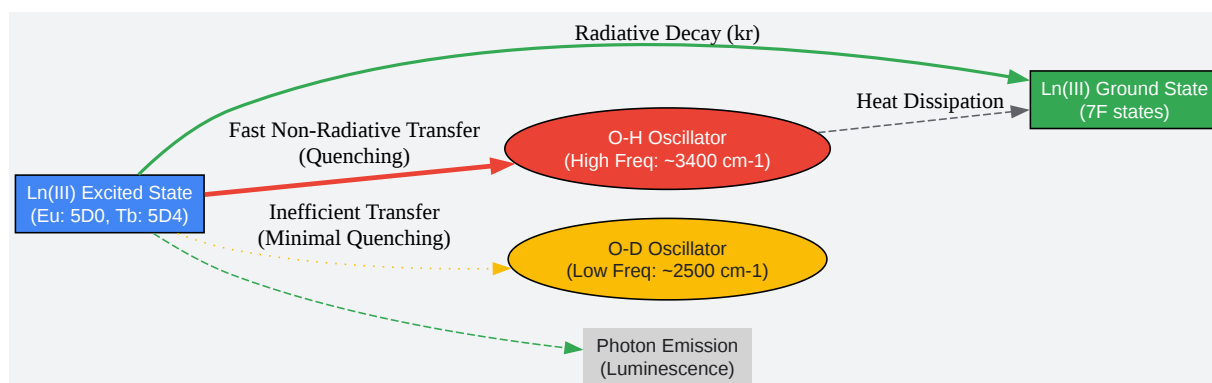 Radiative Decay (kr)
Ln(III) Ground State
(7F states)
Heat Dissipation
Fast Non-Radiative Transfer
(Quenching)
O-H Oscillator
(High Freq: ~3400 cm-1)
Ln(III) Excited State
(Eu: 5D0, Tb: 5D4)
Inefficient Transfer
(Minimal Quenching)
O-D Oscillator
(Low Freq: ~2500 cm-1)
Photon Emission
(Luminescence)